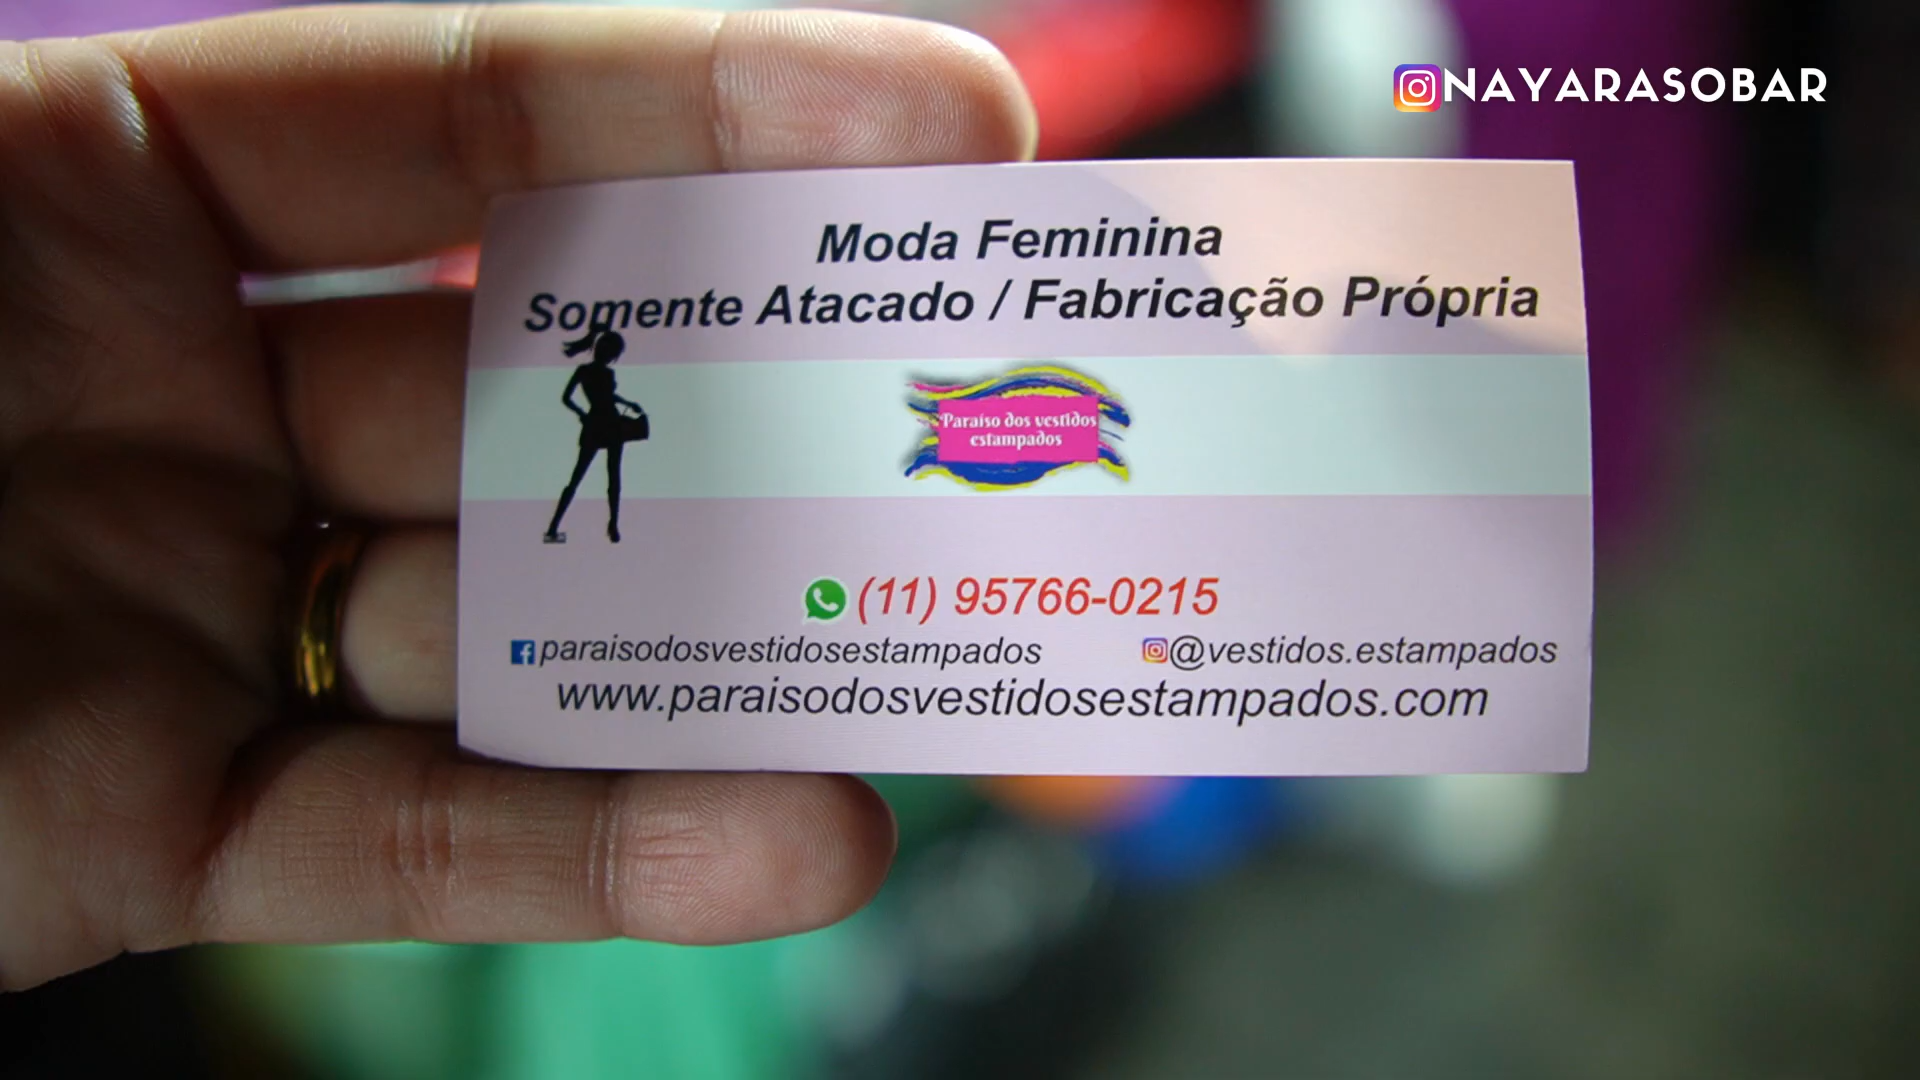 NAYARASOBAR
Moda Feminina
Somente Atacado / Fabricação Própria
Paraíso dos vestidos
estampados
(11) 95766-0215
paraisodosvestidosestampados @vestidos.estampados
www.paraisodosvestidosestampados.com